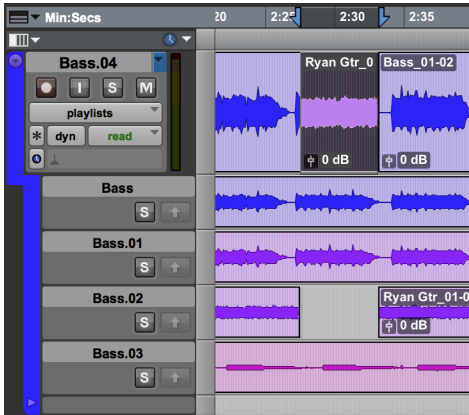 Min:Secs
20 2:25 2:30 2:35
Bass.04 Ryan Gtr_0 Bass_01-02
I S M
playlists
* dyn read
0 dB 0 dB
Bass
S
Bass.01
S
Bass.02 Ryan Gtr_01-0
S 0 dB
Bass.03
S